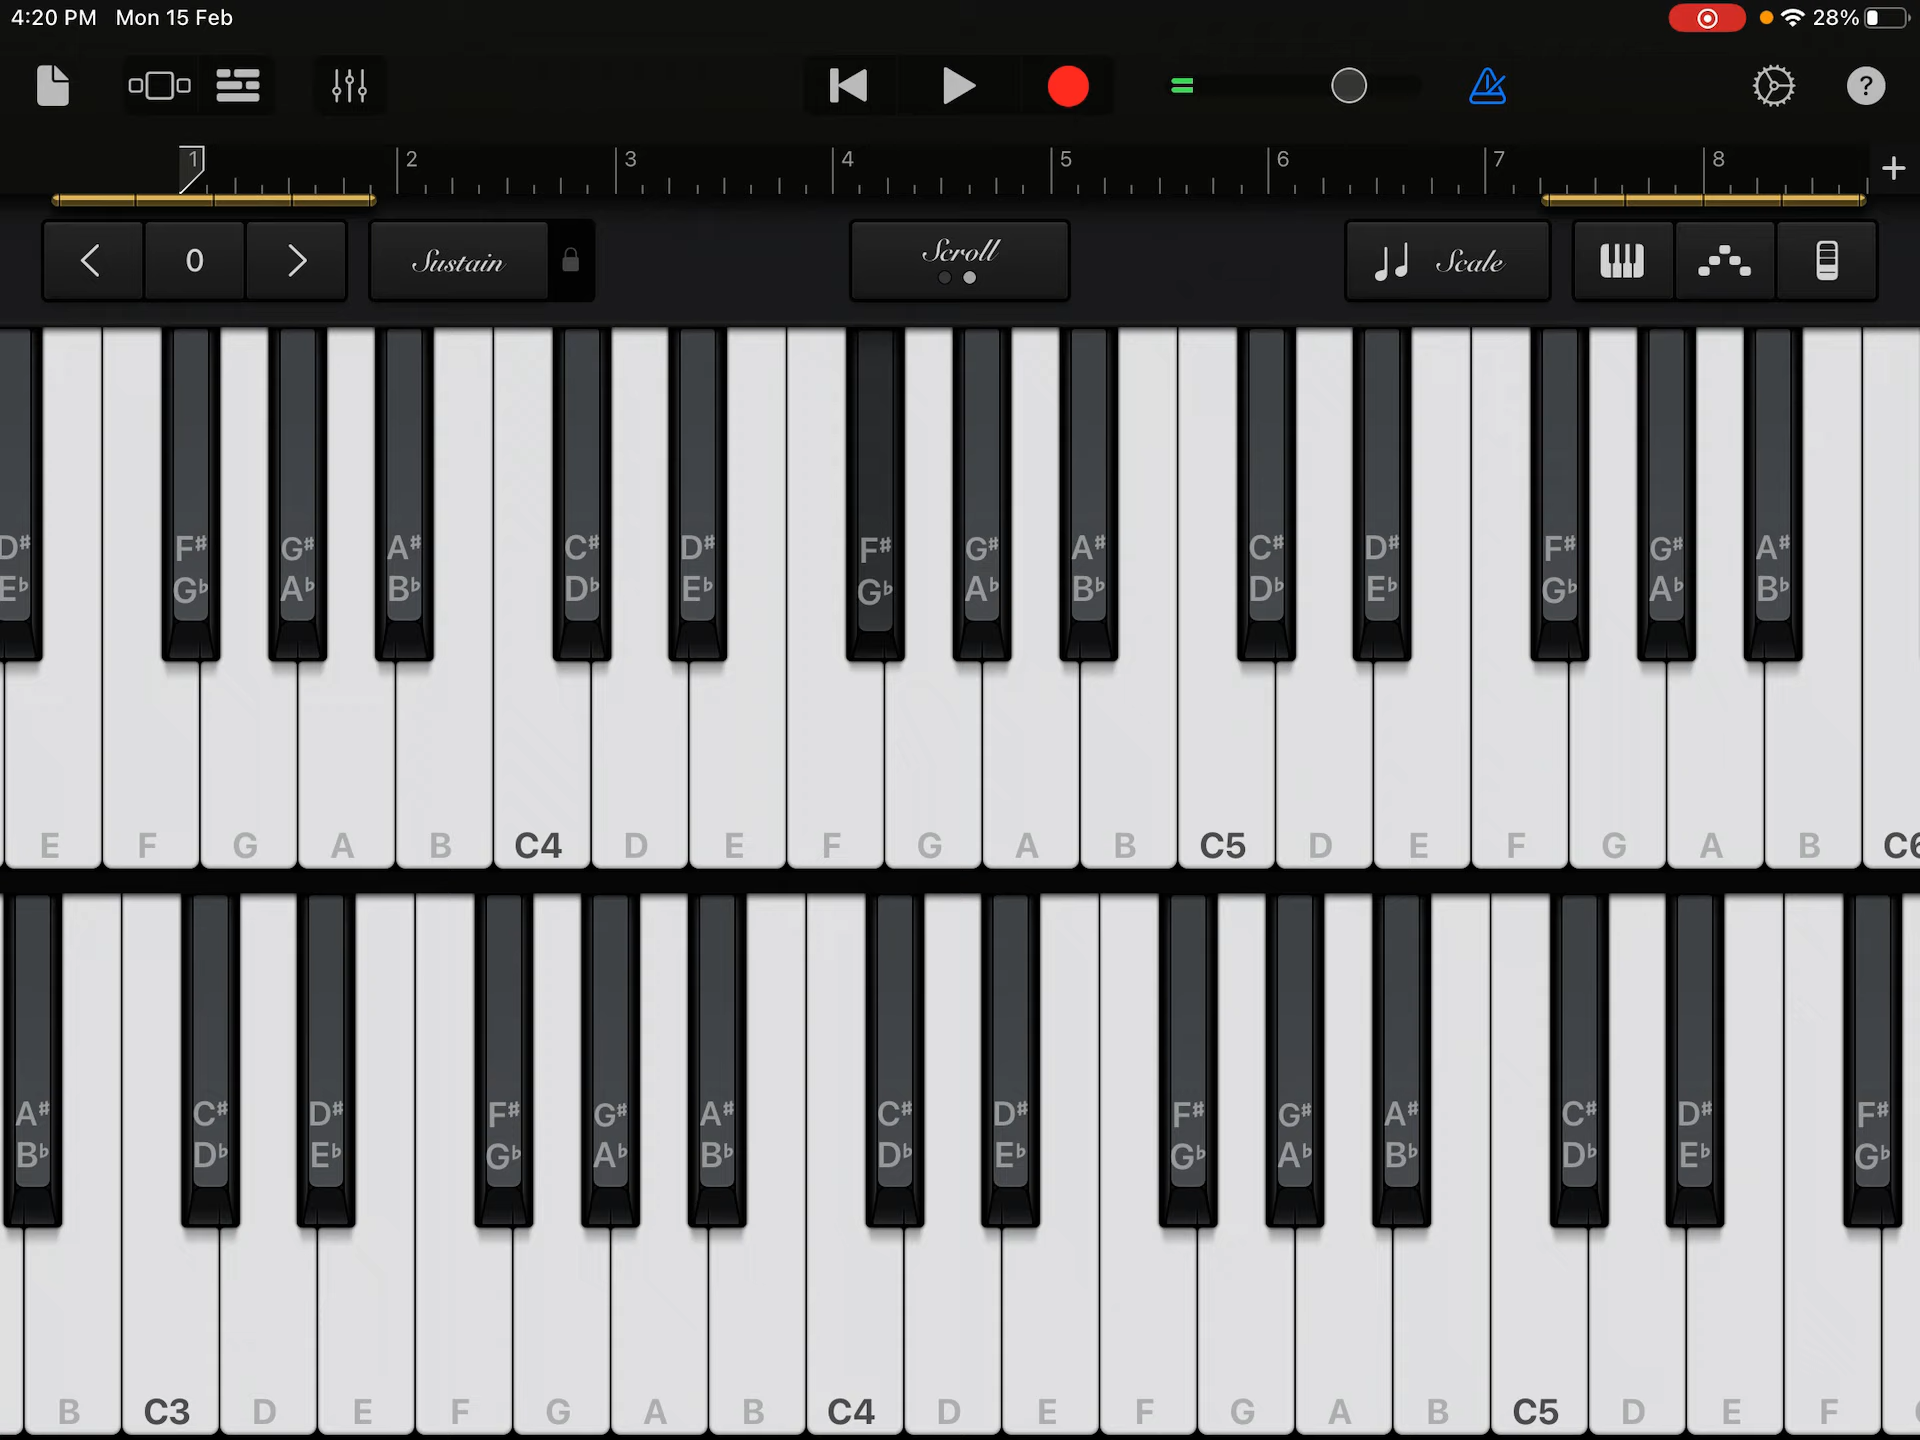 4:20 PM Mon 15 Feb 28%
?
1 2 3 4 5 6 7 8 +
0 Sustain Scroll Scale
D# F# G# A# C# D# F# G# A# C# D# F# G# A#
E♭ G♭ A♭ B♭ D♭ E♭ G♭ A♭ B♭ D♭ E♭ G♭ A♭ B♭
E F G A B C4 D E F G A B C5 D E F G A B C6
A# C# D# F# G# A# C# D# F# G# A# C# D# F#
B♭ D♭ E♭ G♭ A♭ B♭ D♭ E♭ G♭ A♭ B♭ D♭ E♭ G♭
B C3 D E F G A B C4 D E F G A B C5 D E F